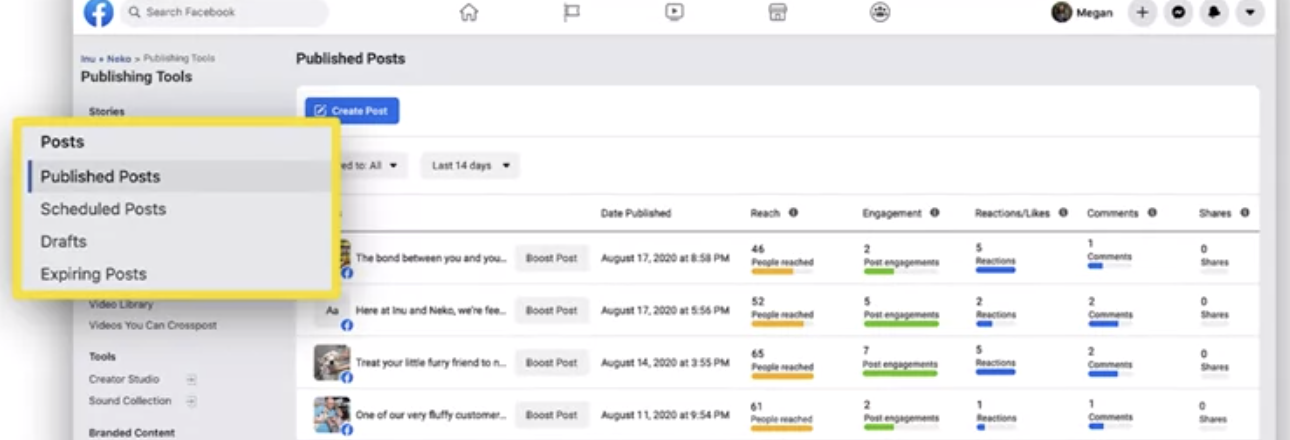 Search Facebook
Megan
Inu + Neko > Publishing Tools
Publishing Tools
Stories
Posts
Published Posts
Scheduled Posts
Drafts
Expiring Posts
Video Library
Videos You Can Crosspost
Tools
Creator Studio
Sound Collection
Branded Content
Published Posts
Create Post
ed to: All
Last 14 days
Date Published Reach Engagement Reactions/Likes Comments Shares
The bond between you and you... Boost Post August 17, 2020 at 8:58 PM 46 2 5 1 0
People reached Post engagements Reactions Comments Shares
Aa Here at Inu and Neko, we're fee... Boost Post August 17, 2020 at 5:56 PM 52 5 2 2 0
People reached Post engagements Reactions Comments Shares
Treat your little furry friend to n... Boost Post August 14, 2020 at 3:55 PM 65 7 5 2 0
People reached Post engagements Reactions Comments Shares
One of our very fluffy customer... Boost Post August 11, 2020 at 9:54 PM 61 2 1 1 0
People reached Post engagements Reactions Comments Shares